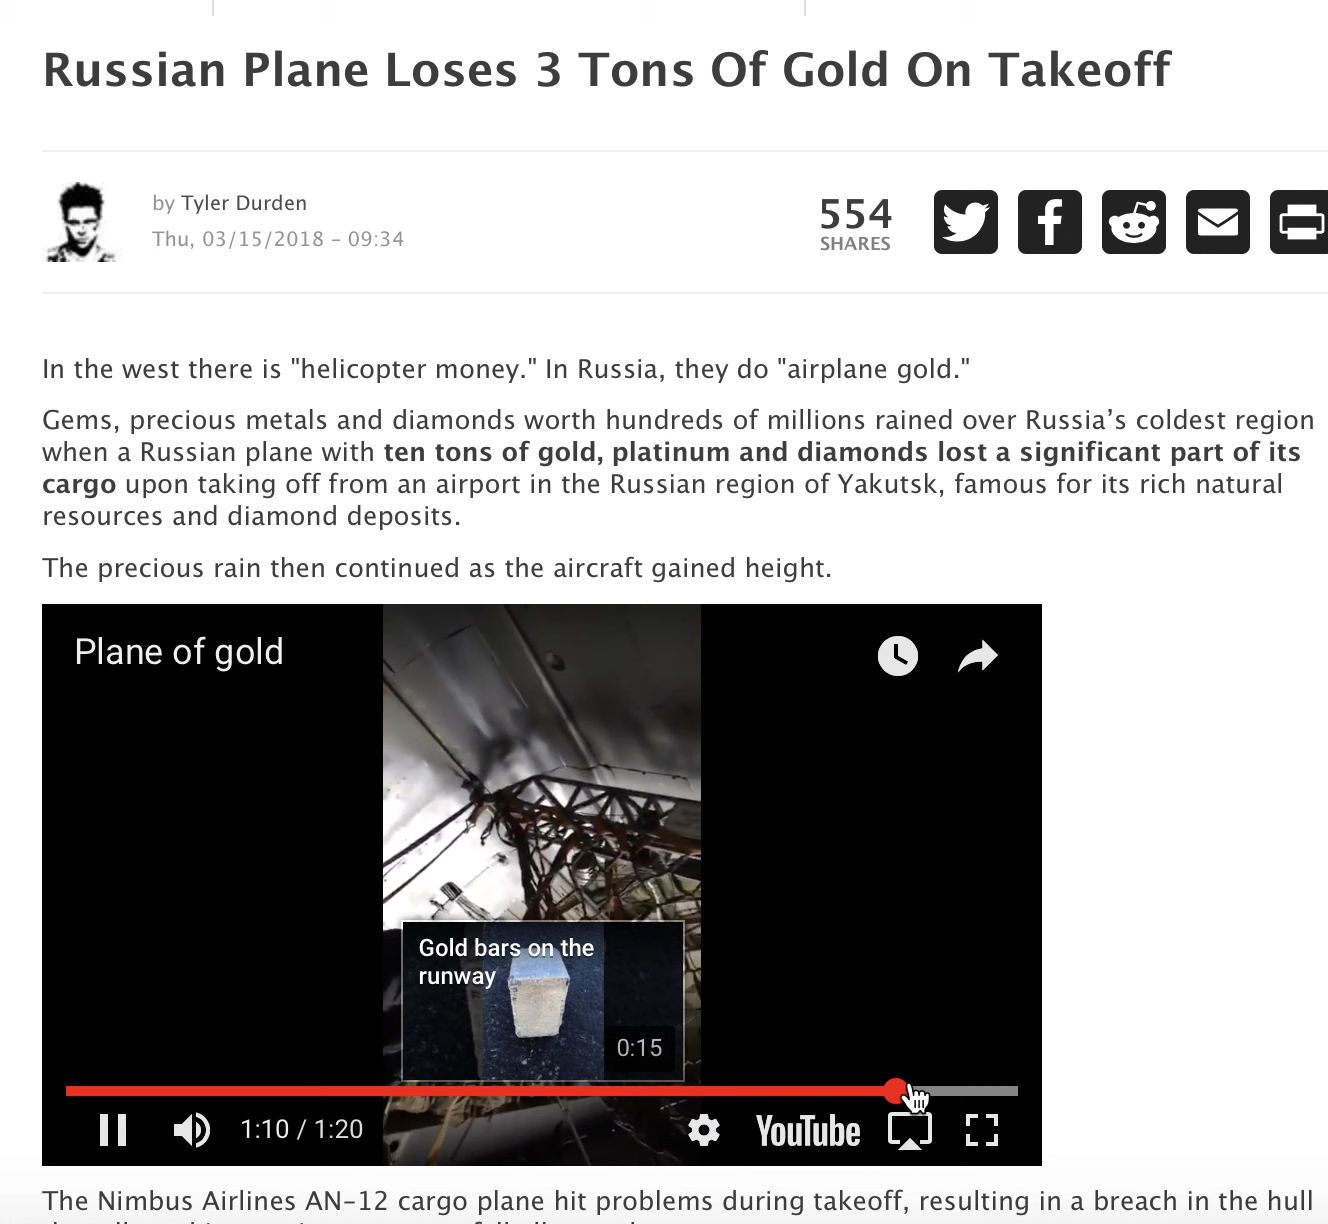 Russian Plane Loses 3 Tons Of Gold On Takeoff
by Tyler Durden
Thu, 03/15/2018 - 09:34
554
SHARES
In the west there is "helicopter money." In Russia, they do "airplane gold."
Gems, precious metals and diamonds worth hundreds of millions rained over Russia’s coldest region
when a Russian plane with ten tons of gold, platinum and diamonds lost a significant part of its
cargo upon taking off from an airport in the Russian region of Yakutsk, famous for its rich natural
resources and diamond deposits.
The precious rain then continued as the aircraft gained height.
Plane of gold
Gold bars on the
runway
0:15
1:10 / 1:20
YouTube
The Nimbus Airlines AN-12 cargo plane hit problems during takeoff, resulting in a breach in the hull